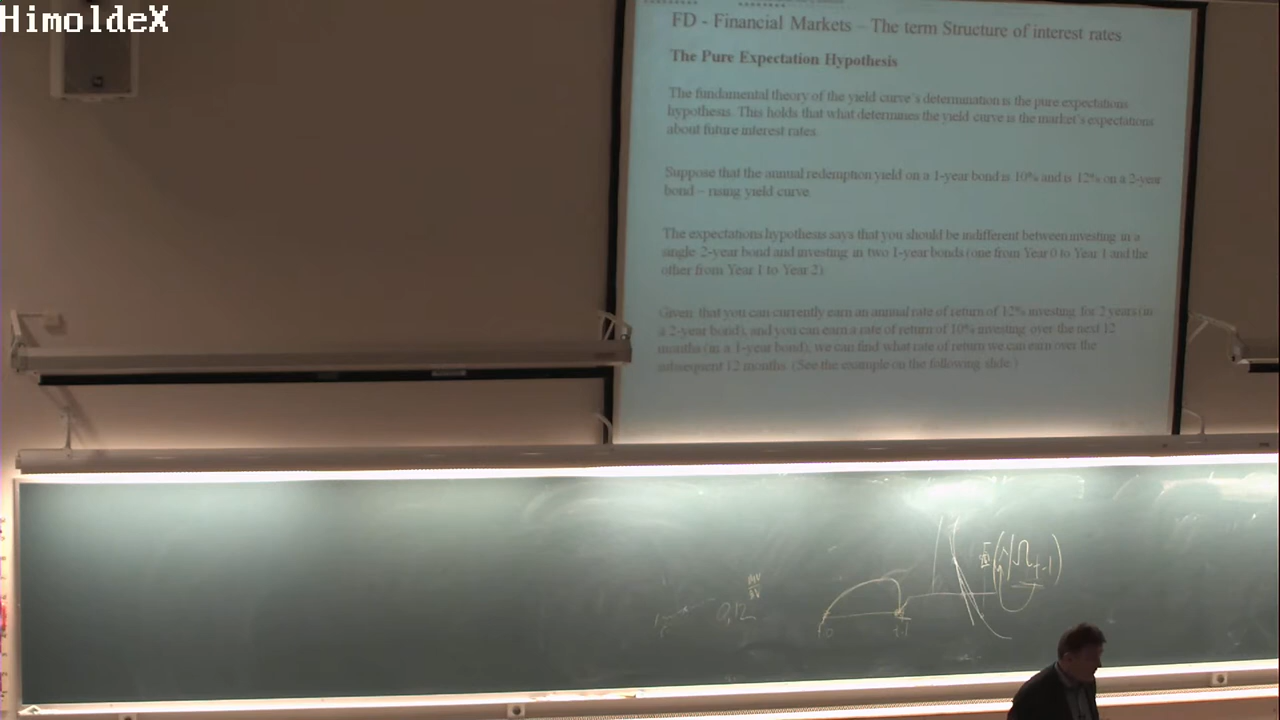 HimoldeX
FD - Financial Markets – The term Structure of interest rates
The Pure Expectation Hypothesis
The fundamental theory of the yield curve's determination is the pure expectations
hypothesis. This holds that what determines the yield curve is the market's expectations
about future interest rates.
Suppose that the annual redemption yield on a 1-year bond is 10% and is 12% on a 2-year
bond – rising yield curve.
The expectations hypothesis says that you should be indifferent between investing in a
single 2-year bond and investing in two 1-year bonds (one from Year 0 to Year 1 and the
other from Year 1 to Year 2)
Given that you can currently earn an annual rate of return of 12% investing for 2 years (in
a 2-year bond), and you can earn a rate of return of 10% investing over the next 12
months (in a 1-year bond), we can find what rate of return we can earn over the
subsequent 12 months. (See the example on the following slide.)
0,12